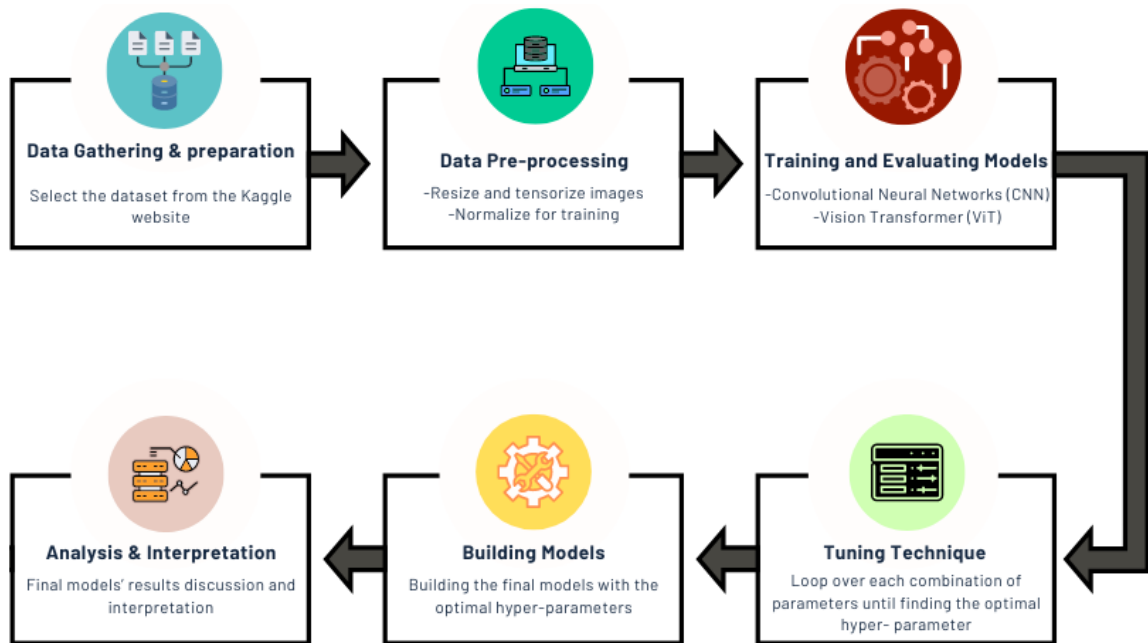 Data Gathering & preparation
Select the dataset from the Kaggle
website
Data Pre-processing
-Resize and tensorize images
-Normalize for training
Training and Evaluating Models
-Convolutional Neural Networks (CNN)
-Vision Transformer (ViT)
Tuning Technique
Loop over each combination of
parameters until finding the optimal
hyper- parameter
Building Models
Building the final models with the
optimal hyper-parameters
Analysis & Interpretation
Final models' results discussion and
interpretation